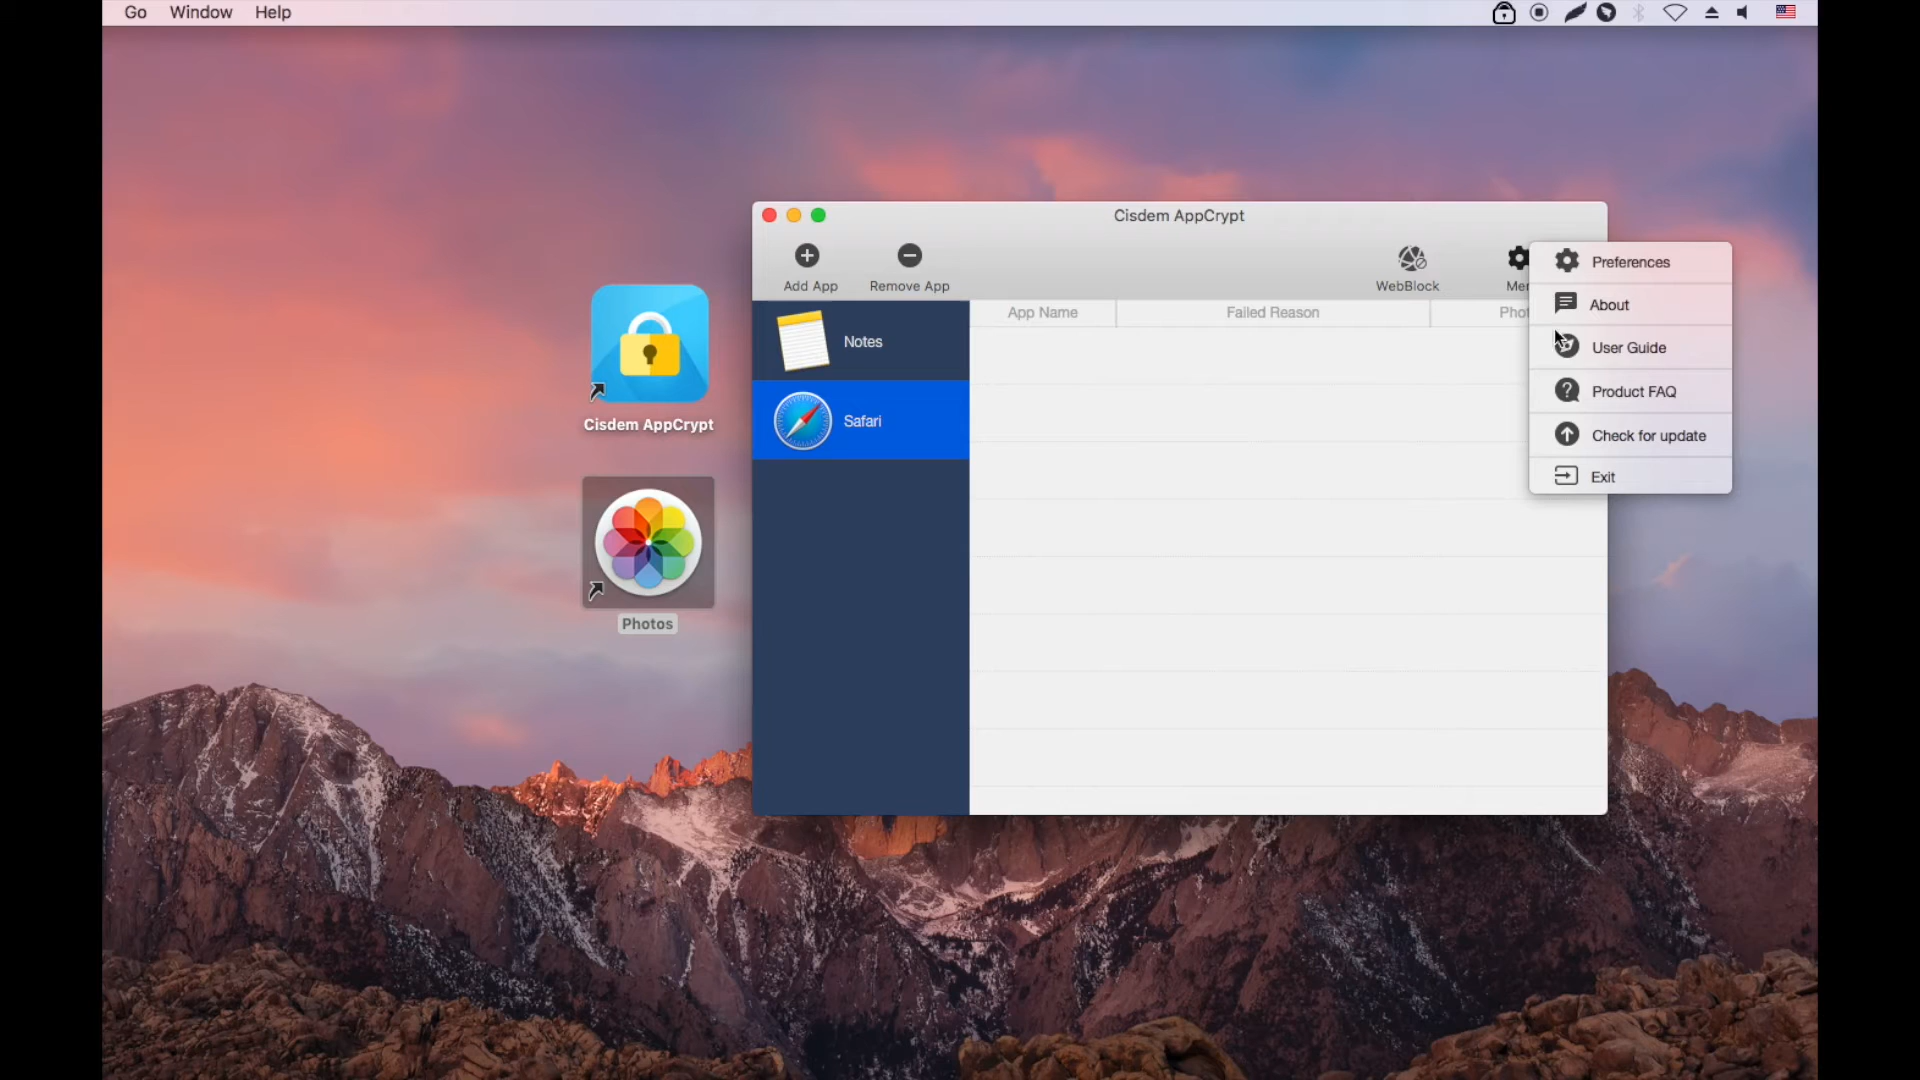 Go Window Help
Cisdem AppCrypt
Add App
Remove App
WebBlock
App Name
Failed Reason
Notes
Safari
Preferences
About
User Guide
Product FAQ
Check for update
Exit
Cisdem AppCrypt
Photos